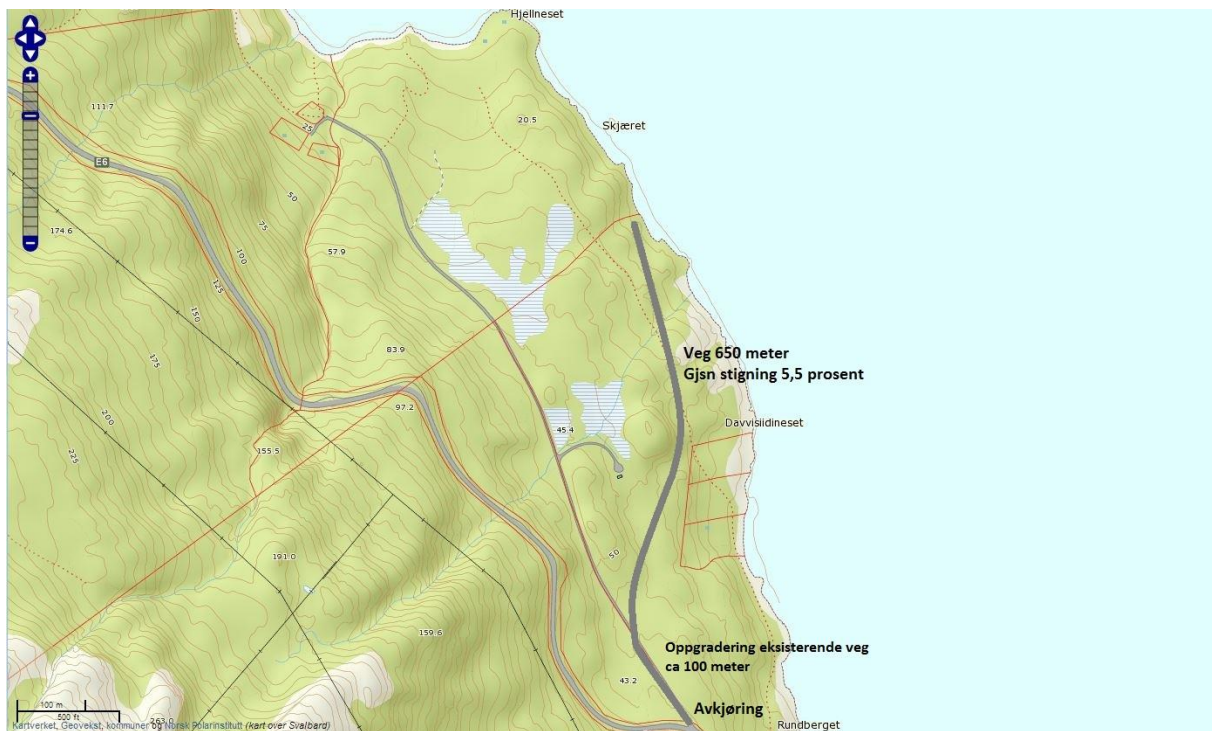 Hjellneset
111.7
25
20.5
Skjæret
E6
50
174.6
75
57.9
100
125
150
Veg 650 meter
Gjsn stigning 5,5 prosent
83.9
175
97.2
200
45.4
Davvisiidineset
155.5
225
50
191.0
159.6
Oppgradering eksisterende veg
ca 100 meter
43.2
100 m
500 ft
Avkjøring
263.0
Rundberget
Kartverket, Geovekst, kommuner og Norsk Polarinstitutt (kart over Svalbard)